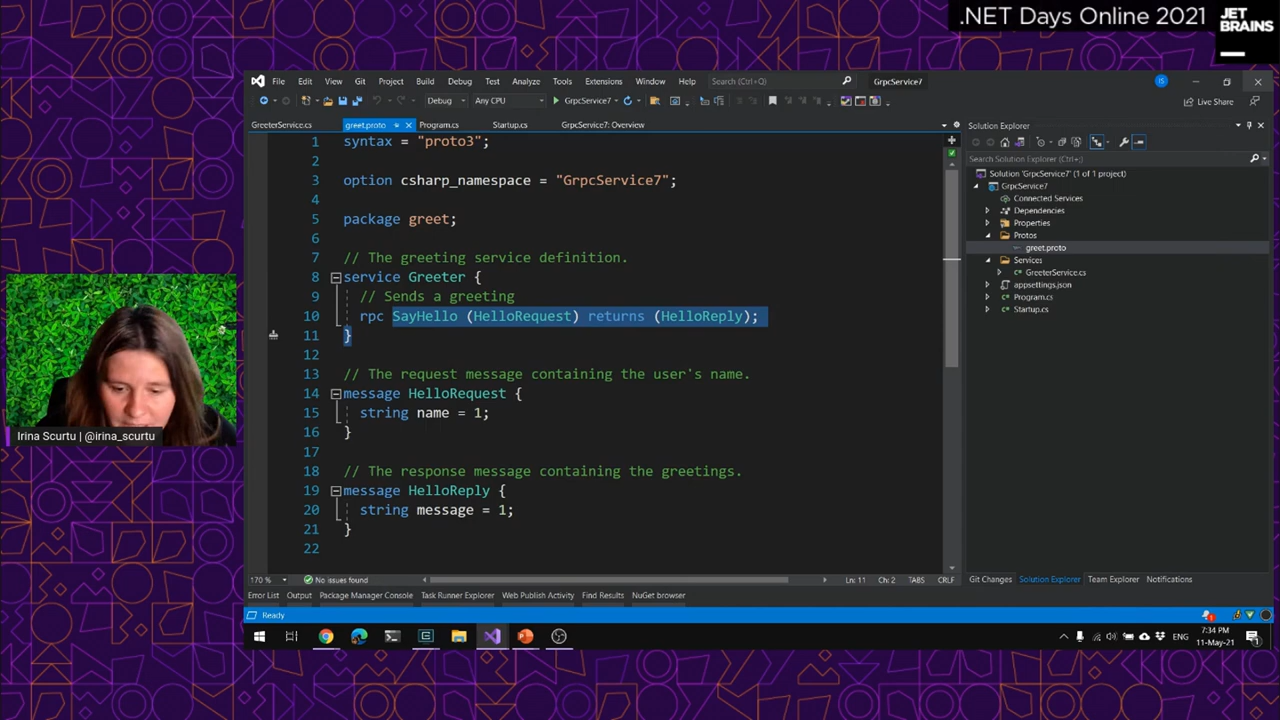 .NET Days Online 2021
JET
BRAINS
File Edit View Git Project Build Debug Test Analyze Tools Extensions Window Help Search (Ctrl+Q) GrpcService7 IS
Debug Any CPU GrpcService7 Live Share
GreeterService.cs greet.proto Program.cs Startup.cs GrpcService7: Overview
1 syntax = "proto3";
2
3 option csharp_namespace = "GrpcService7";
4
5 package greet;
6
7 // The greeting service definition.
8 service Greeter {
9 // Sends a greeting
10 rpc SayHello (HelloRequest) returns (HelloReply);
11 }
12
13 // The request message containing the user's name.
14 message HelloRequest {
15 string name = 1;
16 }
17
18 // The response message containing the greetings.
19 message HelloReply {
20 string message = 1;
21 }
22
170 % No issues found Ln: 11 Ch: 2 TABS CRLF
Solution Explorer
Search Solution Explorer (Ctrl+;)
Solution 'GrpcService7' (1 of 1 project)
GrpcService7
Connected Services
Dependencies
Properties
Protos
greet.proto
Services
GreeterService.cs
appsettings.json
Program.cs
Startup.cs
Git Changes Solution Explorer Team Explorer Notifications
Error List Output Package Manager Console Task Runner Explorer Web Publish Activity Find Results NuGet browser
Ready
Irina Scurtu | @irina_scurtu
ENG
7:34 PM
11-May-21